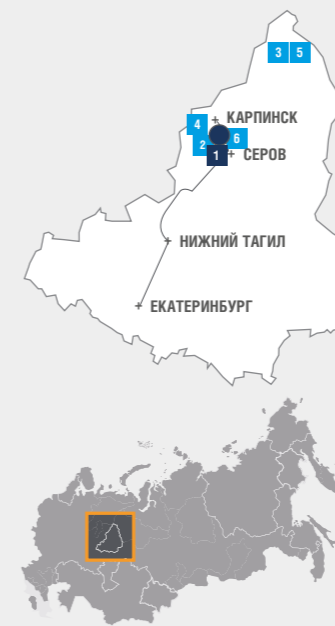 3 5
4 КАРПИНСК
2 6
1 СЕРОВ
НИЖНИЙ ТАГИЛ
ЕКАТЕРИНБУРГ